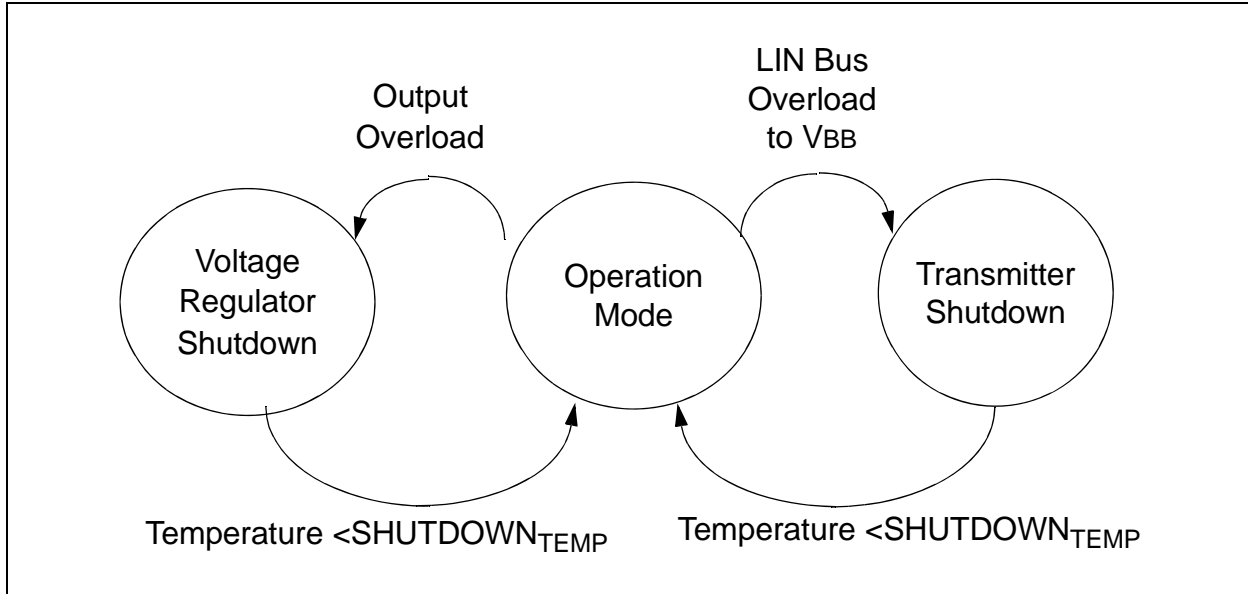 Output
Overload
LIN Bus
Overload
to VBB
Voltage
Regulator
Shutdown
Operation
Mode
Transmitter
Shutdown
Temperature <SHUTDOWNTEMP
Temperature <SHUTDOWNTEMP